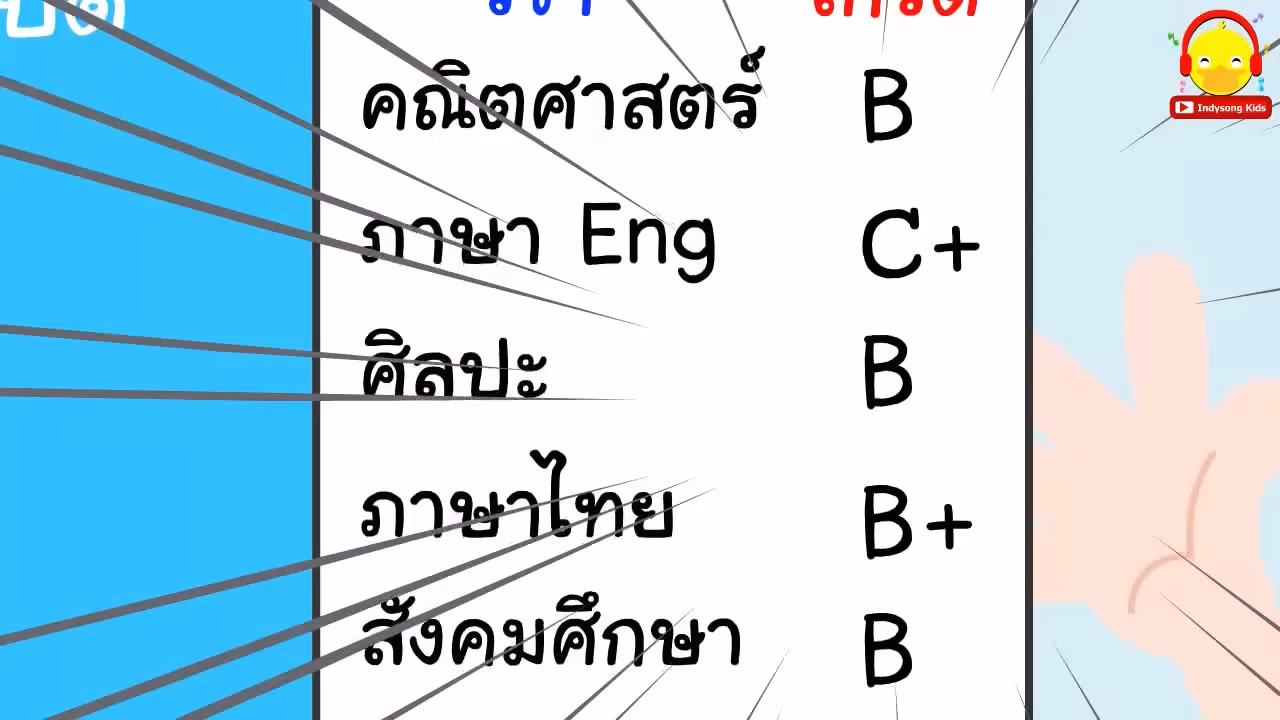 คณิตศาสตร์ B
ภาษา Eng C+
ศิลปะ B
ภาษาไทย B+
สังคมศึกษา B
Indysong Kids